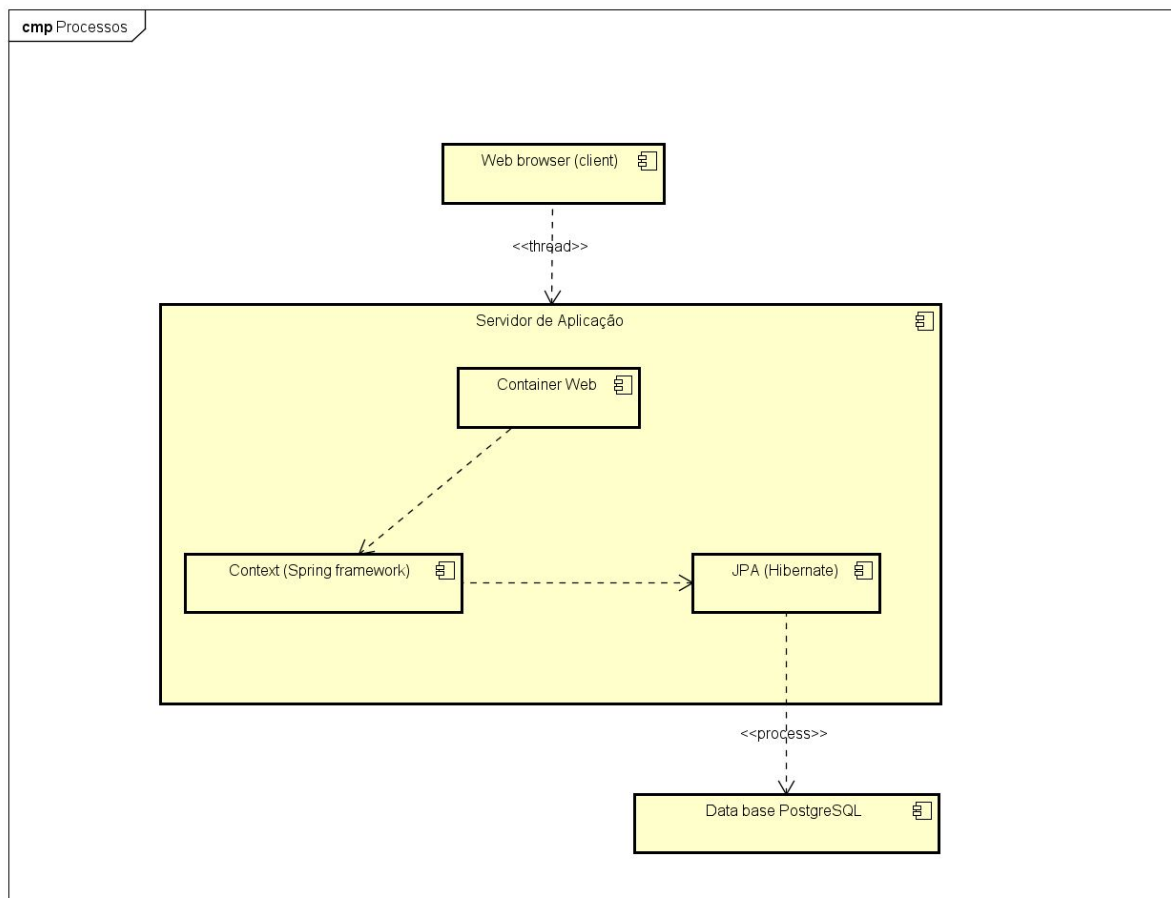 cmp Processos
Web browser (client)
<<thread>>
Servidor de Aplicação
Container Web
Context (Spring framework)
JPA (Hibernate)
<<process>>
Data base PostgreSQL